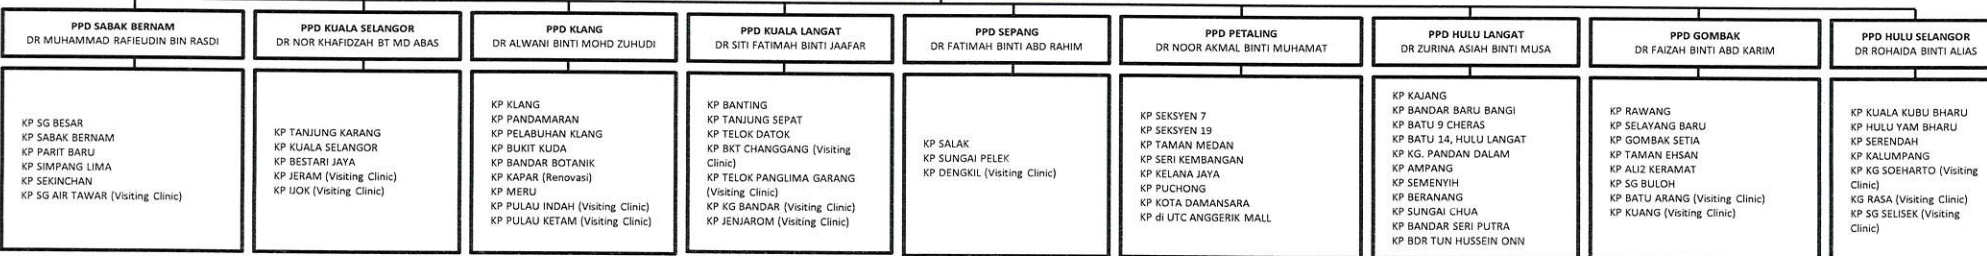 PPD SABAK BERNAM
DR MUHAMMAD RAFIEUDIN BIN RASDI
KP SG BESAR
KP SABAK BERNAM
KP PARIT BARU
KP SIMPANG LIMA
KP SEKINCHAN
KP SG AIR TAWAR (Visiting Clinic)
PPD KUALA SELANGOR
DR NOR KHAFIDZAH BT MD ABAS
KP TANJUNG KARANG
KP KUALA SELANGOR
KP BESTARI JAYA
KP JERAM (Visiting Clinic)
KP IJOK (Visiting Clinic)
PPD KLANG
DR ALWANI BINTI MOHD ZUHUDI
KP KLANG
KP PANDAMARAN
KP PELABUHAN KLANG
KP BUKIT KUDA
KP BANDAR BOTANIK
KP KAPAR (Renovasi)
KP MERU
KP PULAU INDAH (Visiting Clinic)
KP PULAU KETAM (Visiting Clinic)
PPD KUALA LANGAT
DR SITI FATIMAH BINTI JAAFAR
KP BANTING
KP TANJUNG SEPAT
KP TELOK DATOK
KP BKT CHANGGANG (Visiting
Clinic)
KP TELOK PANGLIMA GARANG
(Visiting Clinic)
KP KG BANDAR (Visiting Clinic)
KP JENJAROM (Visiting Clinic)
PPD SEPANG
DR FATIMAH BINTI ABD RAHIM
KP SALAK
KP SUNGAI PELEK
KP DENGKIL (Visiting Clinic)
PPD PETALING
DR NOOR AKMAL BINTI MUHAMAT
KP SEKSYEN 7
KP SEKSYEN 19
KP TAMAN MEDAN
KP SERI KEMBANGAN
KP KELANA JAYA
KP PUCHONG
KP KOTA DAMANSARA
KP di UTC ANGGERIK MALL
PPD HULU LANGAT
DR ZURINA ASIAH BINTI MUSA
KP KAJANG
KP BANDAR BARU BANGI
KP BATU 9 CHERAS
KP BATU 14, HULU LANGAT
KP KG. PANDAN DALAM
KP AMPANG
KP SEMENYIH
KP BERANANG
KP SUNGAI CHUA
KP BANDAR SERI PUTRA
KP BDR TUN HUSSEIN ONN
PPD GOMBAK
DR FAIZAH BINTI ABD KARIM
KP RAWANG
KP SELAYANG BARU
KP GOMBAK SETIA
KP TAMAN EHSAN
KP ALI2 KERAMAT
KP SG BULOH
KP BATU ARANG (Visiting Clinic)
KP KUANG (Visiting Clinic)
PPD HULU SELANGOR
DR ROHAIDA BINTI ALIAS
KP KUALA KUBU BHARU
KP HULU YAM BHARU
KP SERENDAH
KP KALUMPANG
KP KG SOEHARTO (Visiting
Clinic)
KG RASA (Visiting Clinic)
KP SG SELISEK (Visiting
Clinic)